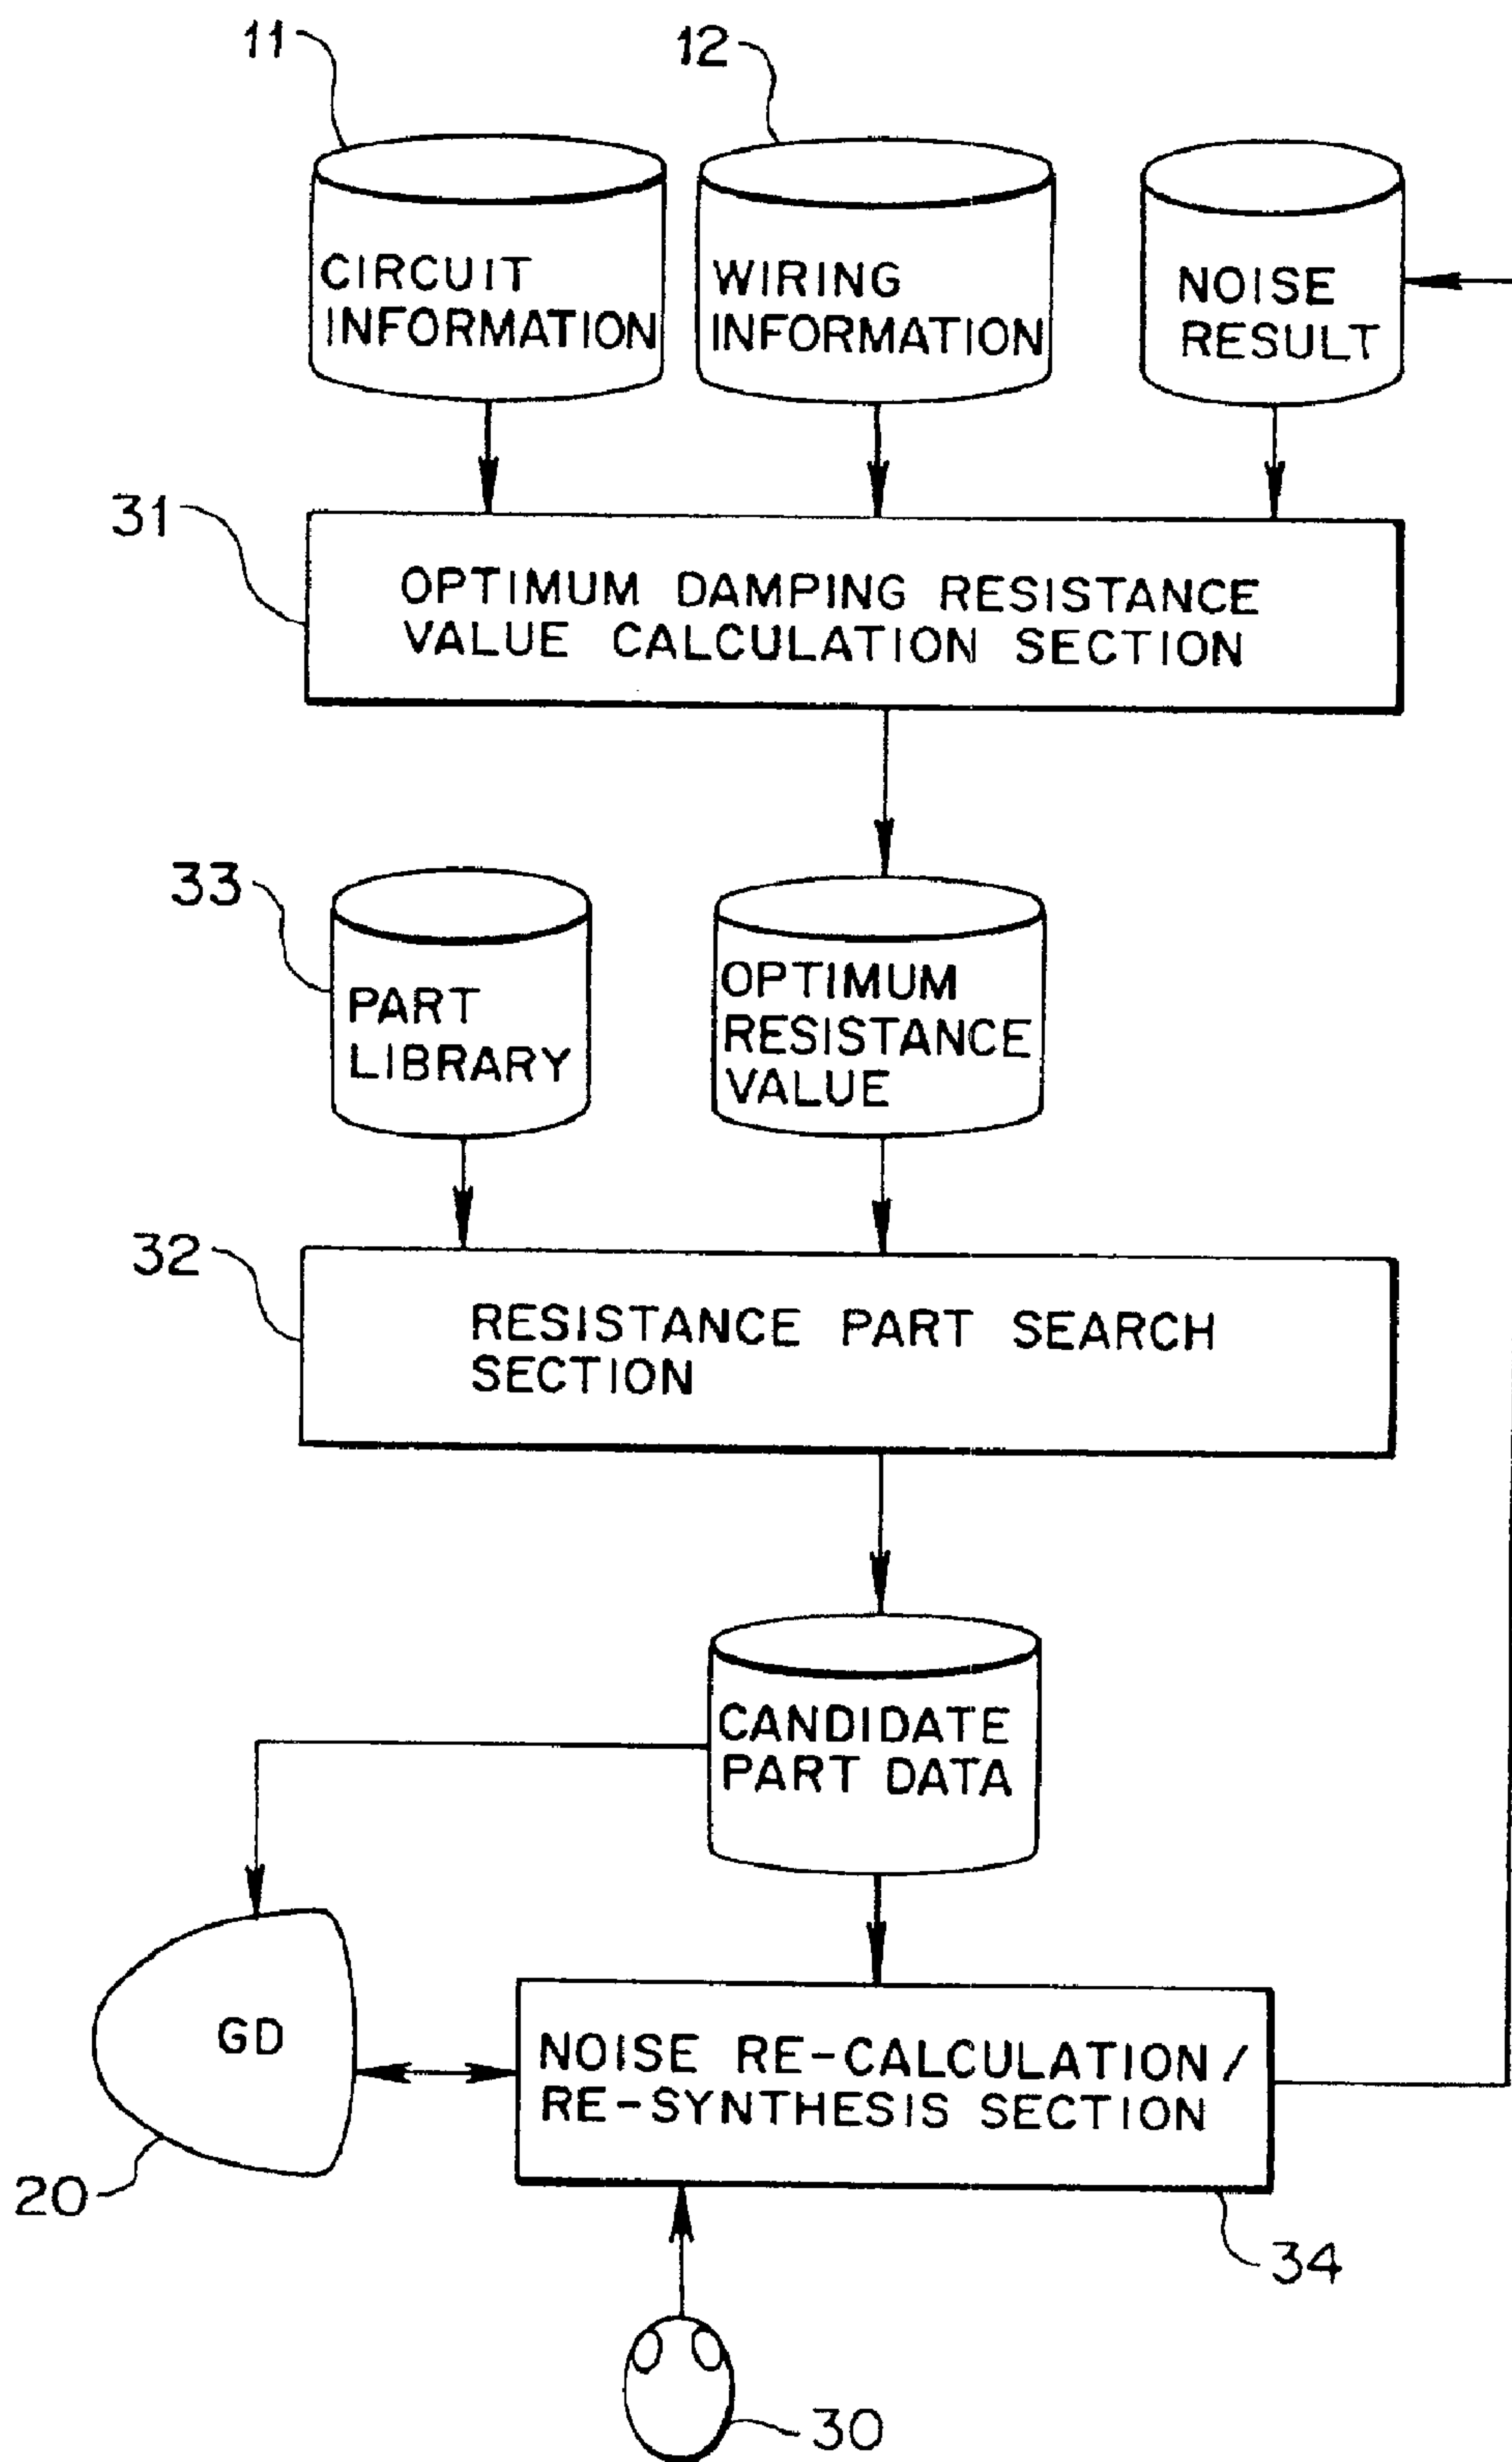 11
12
CIRCUIT
INFORMATION
WIRING
INFORMATION
NOISE
RESULT
31
OPTIMUM DAMPING RESISTANCE
VALUE CALCULATION SECTION
33
PART
LIBRARY
OPTIMUM
RESISTANCE
VALUE
32
RESISTANCE PART SEARCH
SECTION
CANDIDATE
PART DATA
GD
NOISE RE-CALCULATION/
RE-SYNTHESIS SECTION
20
34
30